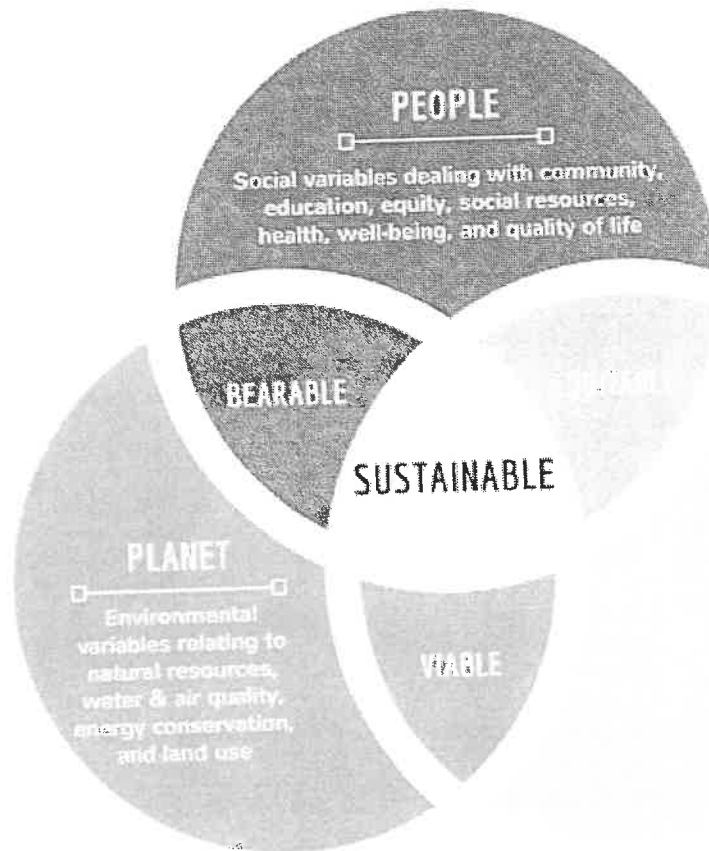 PEOPLE
Social variables dealing with community,
education, equity, social resources,
health, well-being, and quality of life
BEARABLE
SUSTAINABLE
PLANET
Environmental
variables relating to
natural resources,
water & air quality,
energy conservation,
and land use
VIABLE